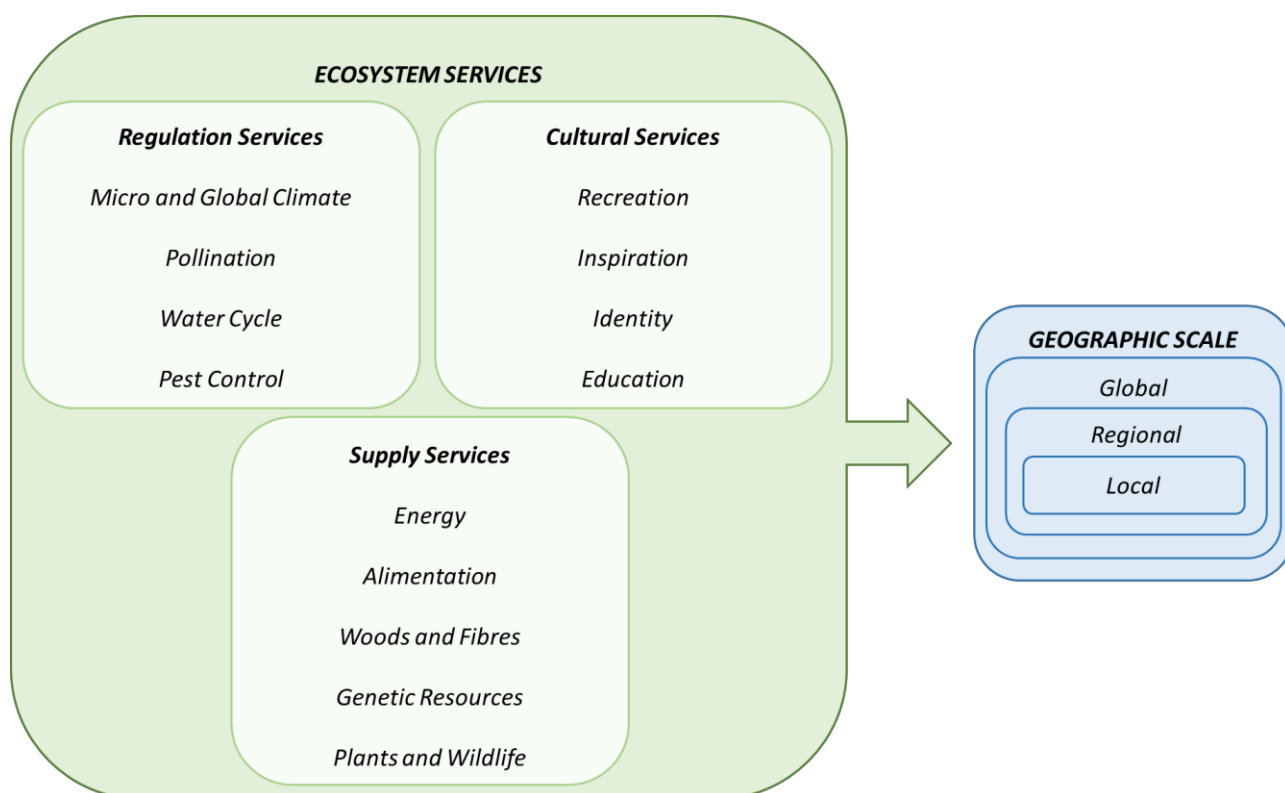 ECOSYSTEM SERVICES
Regulation Services
Micro and Global Climate
Pollination
Water Cycle
Pest Control
Cultural Services
Recreation
Inspiration
Identity
Education
Supply Services
Energy
Alimentation
Woods and Fibres
Genetic Resources
Plants and Wildlife
GEOGRAPHIC SCALE
Global
Regional
Local